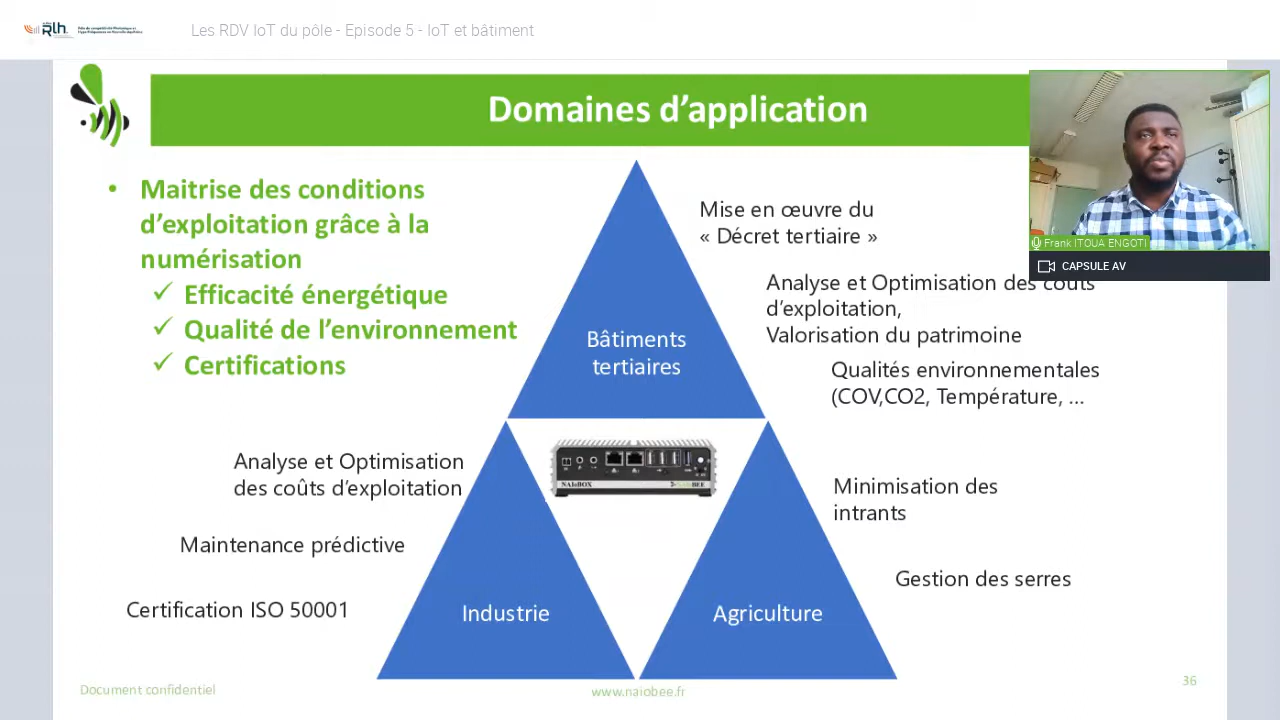 Rlh.
Les RDV IoT du pôle - Episode 5 - IoT et bâtiment
Domaines d'application
• Maitrise des conditions
d'exploitation grâce à la
numérisation
✓ Efficacité énergétique
✓ Qualité de l'environnement
✓ Certifications
Mise en œuvre du
« Décret tertiaire »
Frank ITOUA ENGOTI
CAPSULE AV
Analyse et Optimisation des coûts
d'exploitation,
Valorisation du patrimoine
Bâtiments
tertiaires
Qualités environnementales
(COV,CO2, Température, ...
Analyse et Optimisation
des coûts d'exploitation
NAIoBOX
Minimisation des
intrants
Maintenance prédictive
Gestion des serres
Certification ISO 50001
Industrie
Agriculture
Document confidentiel
www.naiobee.fr
36